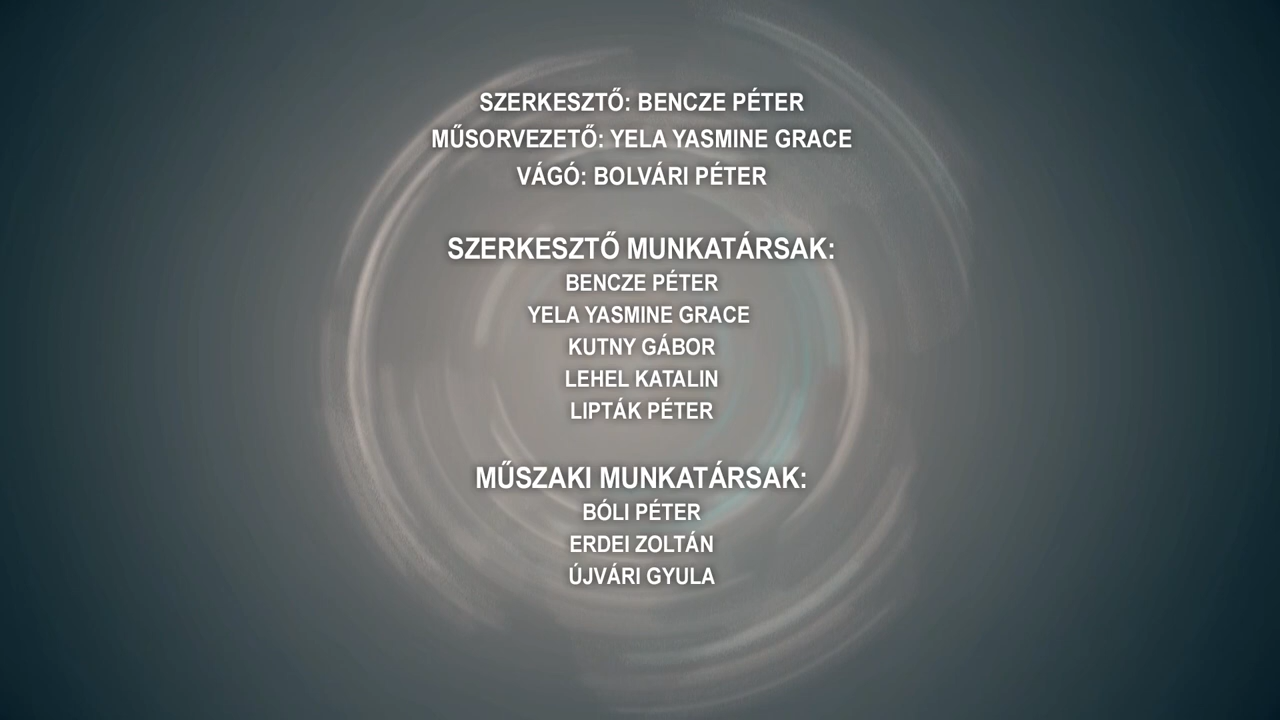 SZERKESZTŐ: BENCZE PÉTER
MŰSORVEZETŐ: YELA YASMINE GRACE
VÁGÓ: BOLVÁRI PÉTER
SZERKESZTŐ MUNKATÁRSAK:
BENCZE PÉTER
YELA YASMINE GRACE
KUTNY GÁBOR
LEHEL KATALIN
LIPTÁK PÉTER
MŰSZAKI MUNKATÁRSAK:
BÓLI PÉTER
ERDEI ZOLTÁN
ÚJVÁRI GYULA